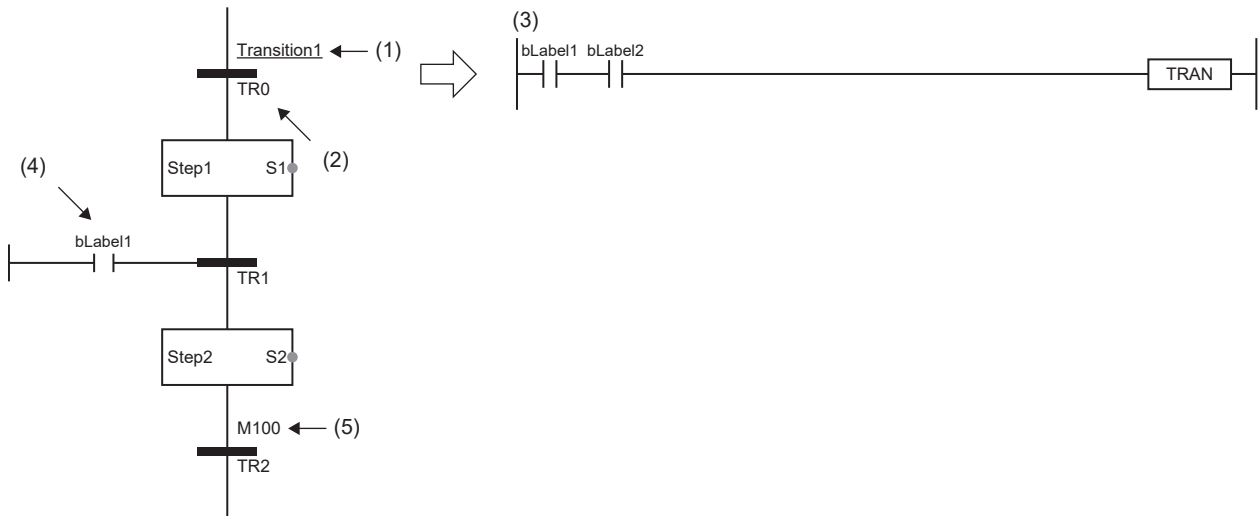 Transition1
(1)
TR0
(2)
Step1 S1
(4)
bLabel1
TR1
Step2 S2
M100
(5)
TR2
(3)
bLabel1 bLabel2
TRAN